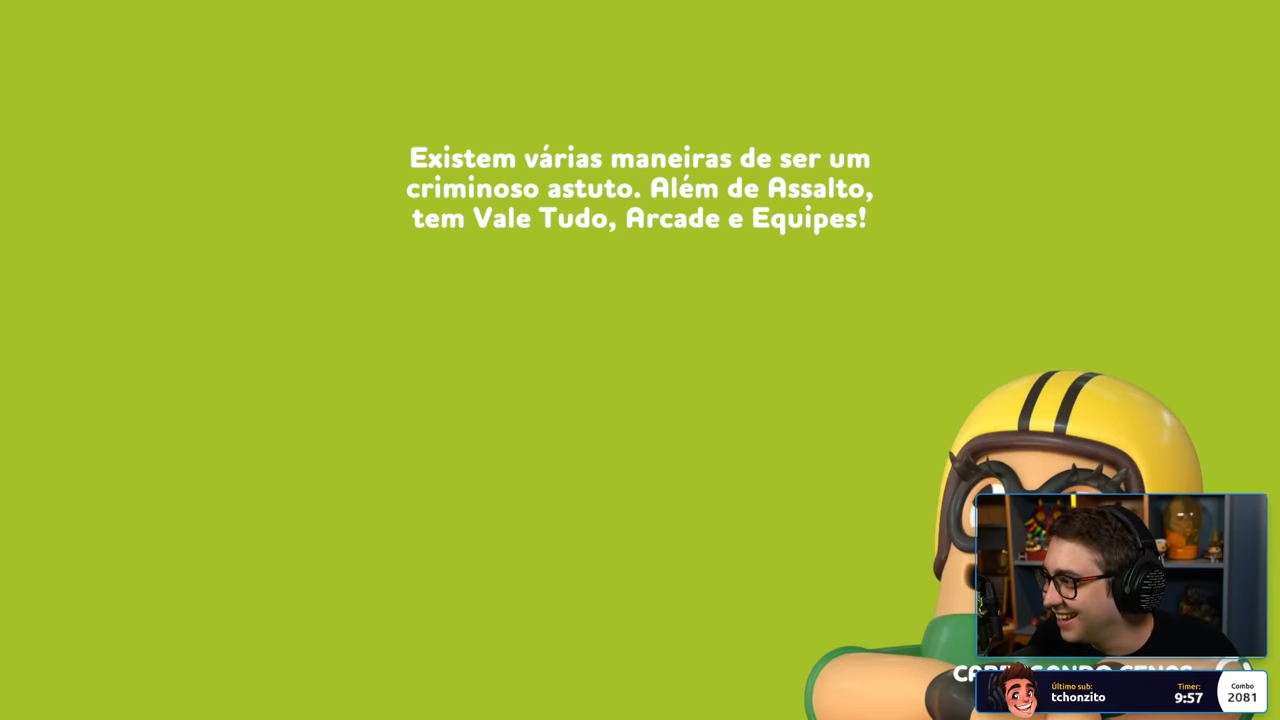 Existem várias maneiras de ser um
criminoso astuto. Além de Assalto,
tem Vale Tudo, Arcade e Equipes!
Último sub:
tchonzito
Timer:
9:57
Combo
2081